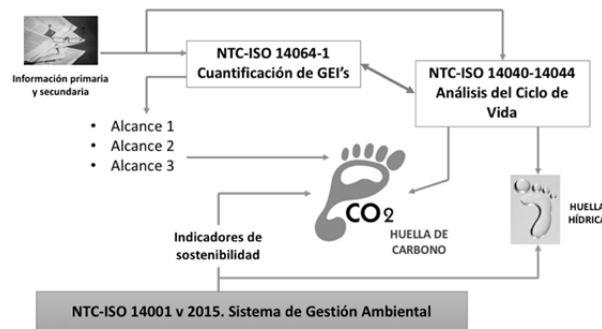 NTC-ISO 14064-1
Cuantificación de GEI's
NTC-ISO 14040-14044
Análisis del Ciclo de
Vida
Información primaria
y secundaria
• Alcance 1
• Alcance 2
• Alcance 3
CO2
HUELLA DE
CARBONO
HUELLA
HÍDRICA
Indicadores de
sostenibilidad
NTC-ISO 14001 v 2015. Sistema de Gestión Ambiental